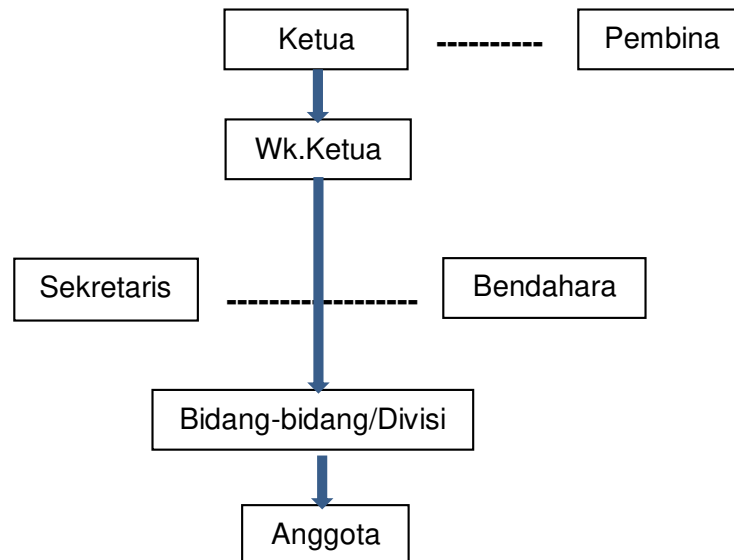 Ketua
Pembina
Wk.Ketua
Sekretaris
Bendahara
Bidang-bidang/Divisi
Anggota